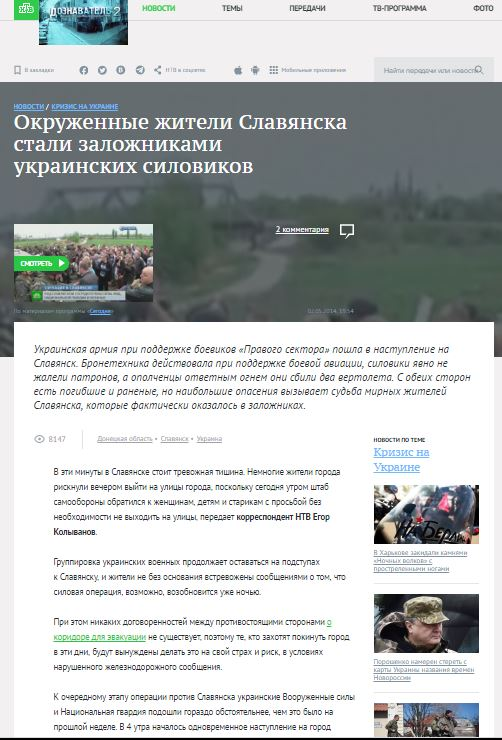 НТВ
ДОЗНАВАТЕЛЬ 2
НОВОСТИ
ТЕМЫ
ПЕРЕДАЧИ
ТВ-ПРОГРАММА
ФОТО
В закладки
НТВ в соцсетях
Мобильные приложения
Найти передачи или новости
НОВОСТИ / КРИЗИС НА УКРАИНЕ
Окруженные жители Славянска
стали заложниками
украинских силовиков
СМОТРЕТЬ
2 комментария
По материалам программы «Сегодня»
02.05.2014, 19:54
Украинская армия при поддержке боевиков «Правого сектора» пошла в наступление на
Славянск. Бронетехника действовала при поддержке боевой авиации, силовики явно не
жалели патронов, а ополченцы ответным огнем они сбили два вертолета. С обеих сторон
есть погибшие и раненые, но наибольшие опасения вызывает судьба мирных жителей
Славянска, которые фактически оказалось в заложниках.
8147
Донецкая область • Славянск • Украина
В эти минуты в Славянске стоит тревожная тишина. Немногие жители города
рискнули вечером выйти на улицы города, поскольку сегодня утром штаб
самообороны обратился к женщинам, детям и старикам с просьбой без
необходимости не выходить на улицы, передает корреспондент НТВ Егор
Колыванов.
Группировка украинских военных продолжает оставаться на подступах
к Славянску, и жители не без основания встревожены сообщениями о том, что
силовая операция, возможно, возобновится уже ночью.
При этом никаких договоренностей между противостоящими сторонами о
коридоре для эвакуации не существует, поэтому те, кто захотят покинуть город
в эти дни, будут вынуждены делать это на свой страх и риск, в условиях
нарушенного железнодорожного сообщения.
К очередному этапу операции против Славянска украинские Вооруженные силы
и Национальная гвардия подошли гораздо обстоятельнее, чем это было на
прошлой неделе. В 4 утра началось одновременное наступление на город
НОВОСТИ ПО ТЕМЕ
Кризис на
Украине
В Харькове закидали камнями
«Ночных волков» с
простреленными ногами
Порошенко намерен стереть с
карты Украины название времен
Новороссии